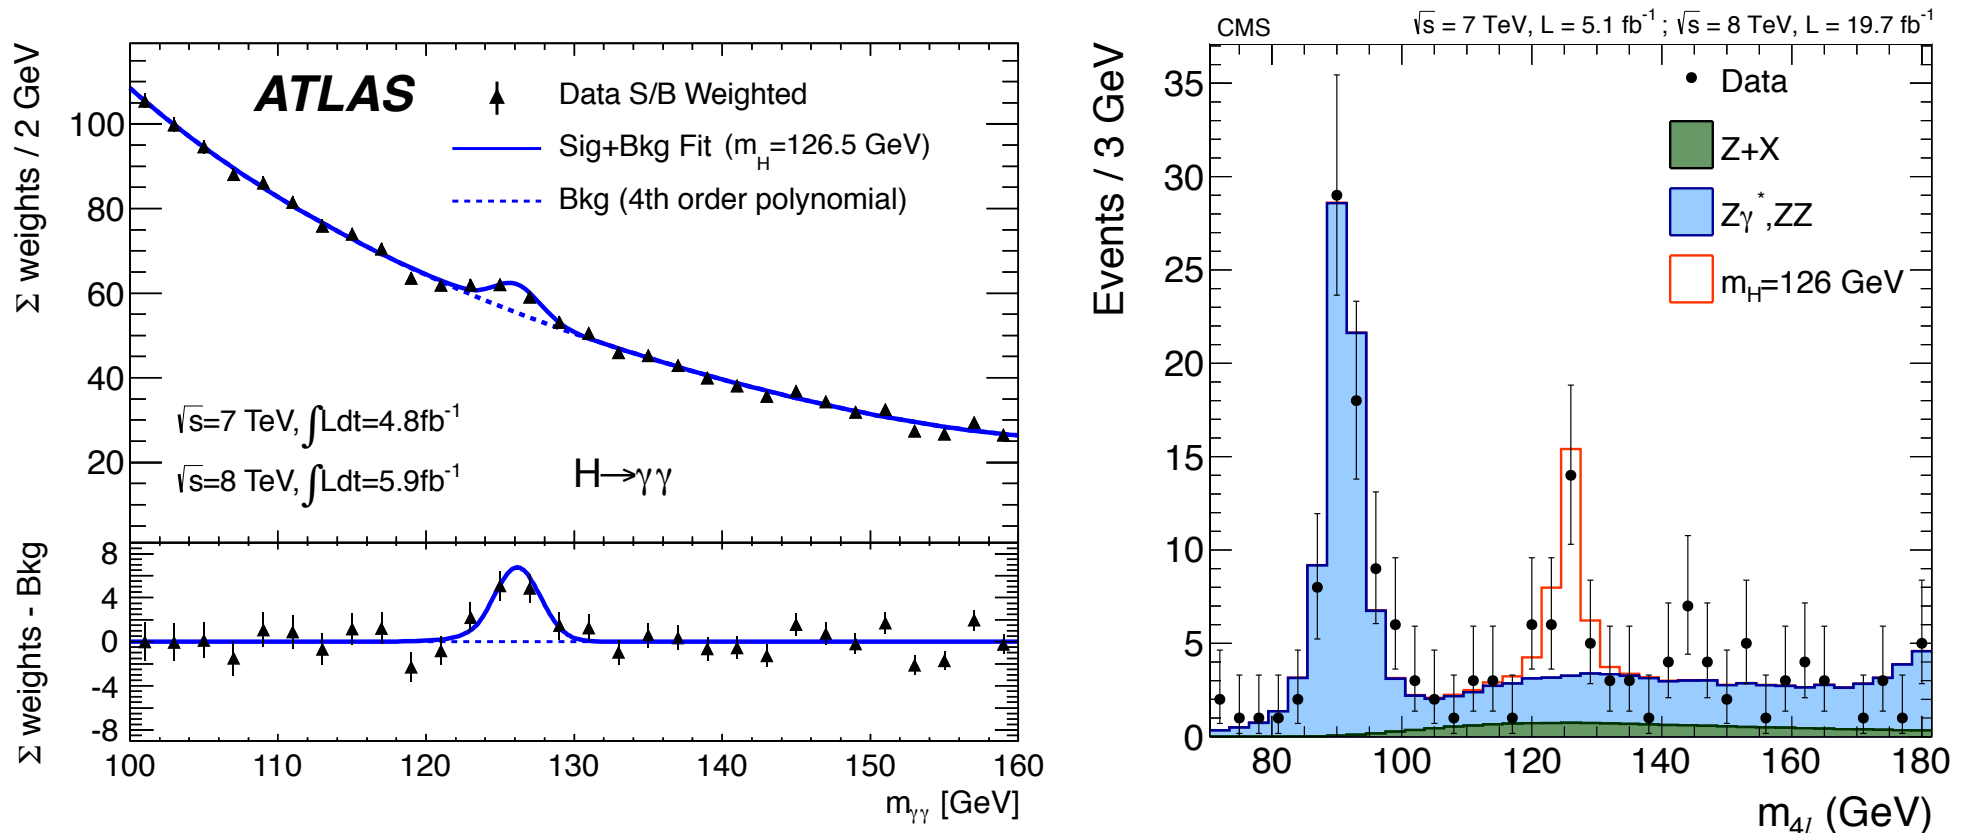 ATLAS
Data S/B Weighted
Sig+Bkg Fit (m_H=126.5 GeV)
Bkg (4th order polynomial)
√s=7 TeV, ∫Ldt=4.8fb⁻¹
√s=8 TeV, ∫Ldt=5.9fb⁻¹
H→γγ
Σ weights / 2 GeV
100
80
60
40
20
Σ weights - Bkg
8
4
0
-4
-8
100 110 120 130 140 150 160
m_γγ [GeV]
CMS √s = 7 TeV, L = 5.1 fb⁻¹ ; √s = 8 TeV, L = 19.7 fb⁻¹
Data
Z+X
Zγ*,ZZ
m_H=126 GeV
Events / 3 GeV
35
30
25
20
15
10
5
0
80 100 120 140 160 180
m_4l (GeV)